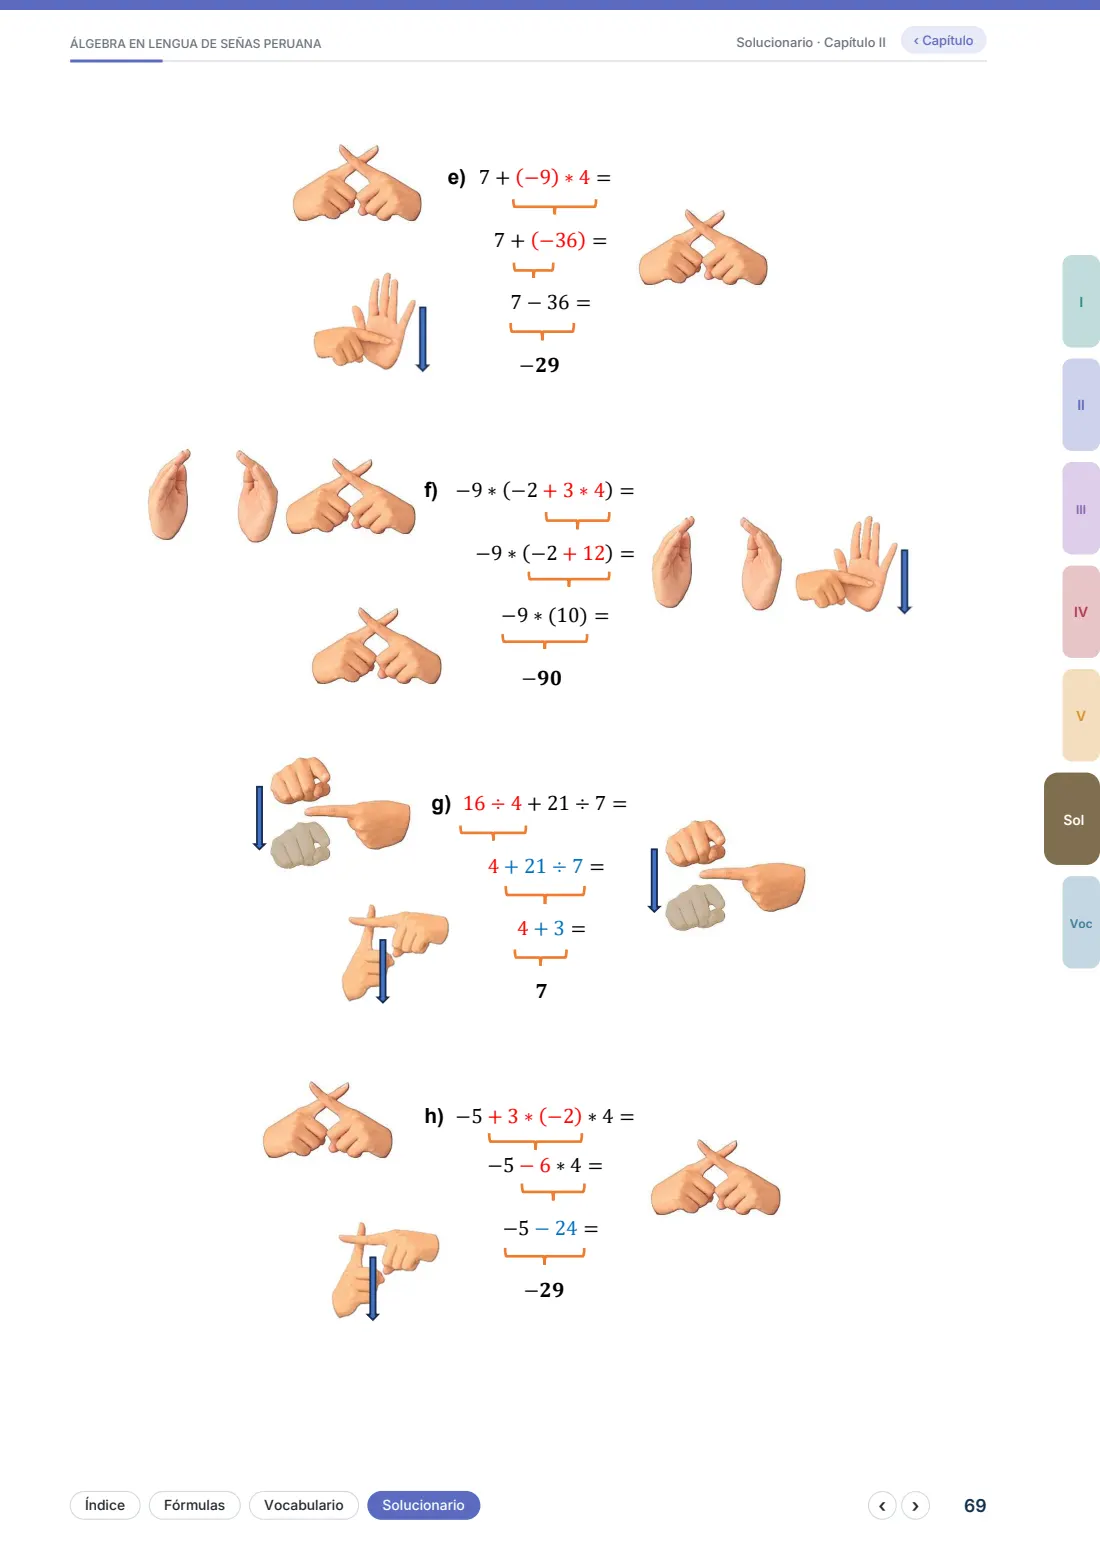 ÁLGEBRA EN LENGUA DE SEÑAS PERUANA
Solucionario · Capítulo II ‹ Capítulo
e) 7 + (−9) ∗ 4 =
7 + (−36) =
7 − 36 =
−29
f) −9 ∗ (−2 + 3 ∗ 4) =
−9 ∗ (−2 + 12) =
−9 ∗ (10) =
−90
g) 16 ÷ 4 + 21 ÷ 7 =
4 + 21 ÷ 7 =
4 + 3 =
7
h) −5 + 3 ∗ (−2) ∗ 4 =
−5 − 6 ∗ 4 =
−5 − 24 =
−29
I
II
III
IV
V
Sol
Voc
Índice Fórmulas Vocabulario Solucionario ‹ › 69